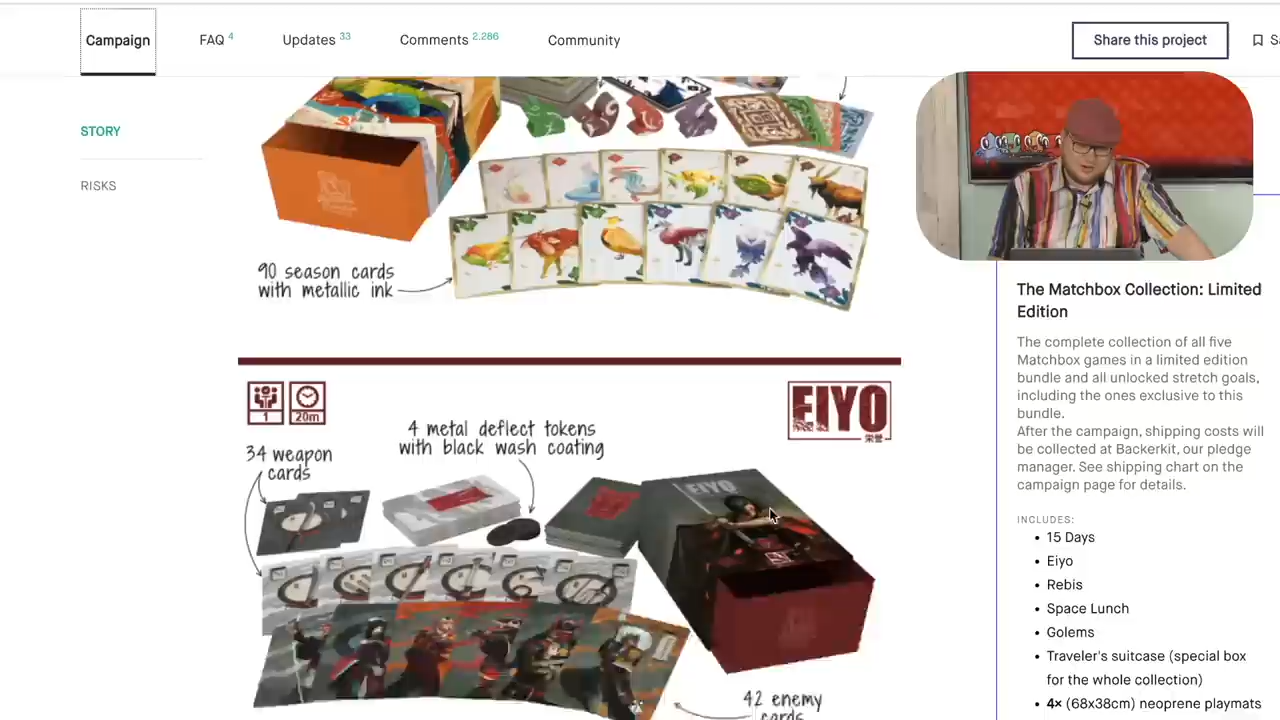 Campaign
FAQ 4
Updates 33
Comments 2,286
Community
Share this project
STORY
RISKS
90 season cards
with metallic ink
1
20m
EIYO
栄誉
4 metal deflect tokens
with black wash coating
34 weapon
cards
EIYO
42 enemy
cards
The Matchbox Collection: Limited
Edition
The complete collection of all five
Matchbox games in a limited edition
bundle and all unlocked stretch goals,
including the ones exclusive to this
bundle.
After the campaign, shipping costs will
be collected at Backerkit, our pledge
manager. See shipping chart on the
campaign page for details.
INCLUDES:
• 15 Days
• Eiyo
• Rebis
• Space Lunch
• Golems
• Traveler's suitcase (special box
for the whole collection)
• 4× (68x38cm) neoprene playmats